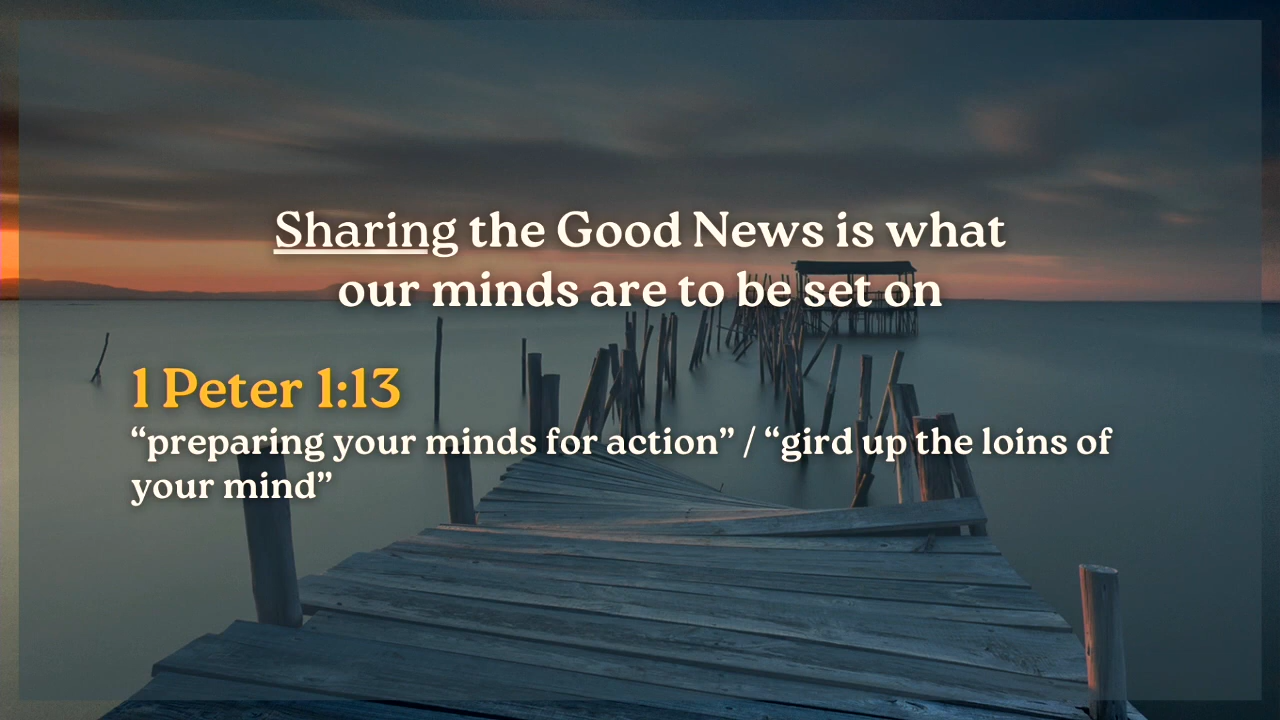 Sharing the Good News is what
our minds are to be set on
1 Peter 1:13
“preparing your minds for action” / “gird up the loins of
your mind”